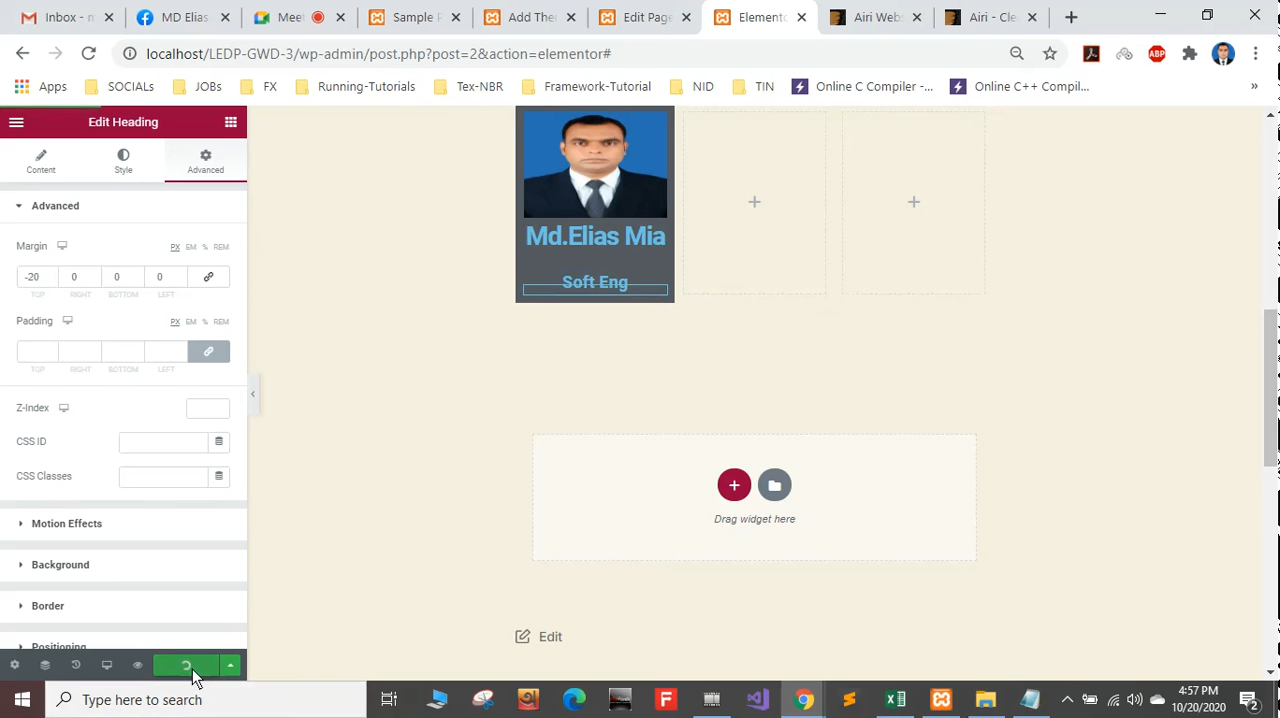 Inbox - m
MD Elias
Meet
Sample P
Add The
Edit Page
Elemento
Airi Webs
Airi - Cle
localhost/LEDP-GWD-3/wp-admin/post.php?post=2&action=elementor#
Apps
SOCIALs
JOBs
FX
Running-Tutorials
Tex-NBR
Framework-Tutorial
NID
TIN
Online C Compiler -...
Online C++ Compil...
Edit Heading
Content
Style
Advanced
Advanced
Margin
PX EM % REM
-20 0 0 0
TOP RIGHT BOTTOM LEFT
Padding
PX EM % REM
TOP RIGHT BOTTOM LEFT
Z-Index
CSS ID
CSS Classes
Motion Effects
Background
Border
Positioning
Md.Elias Mia
Soft Eng
Drag widget here
Edit
Type here to search
4:57 PM
10/20/2020
2